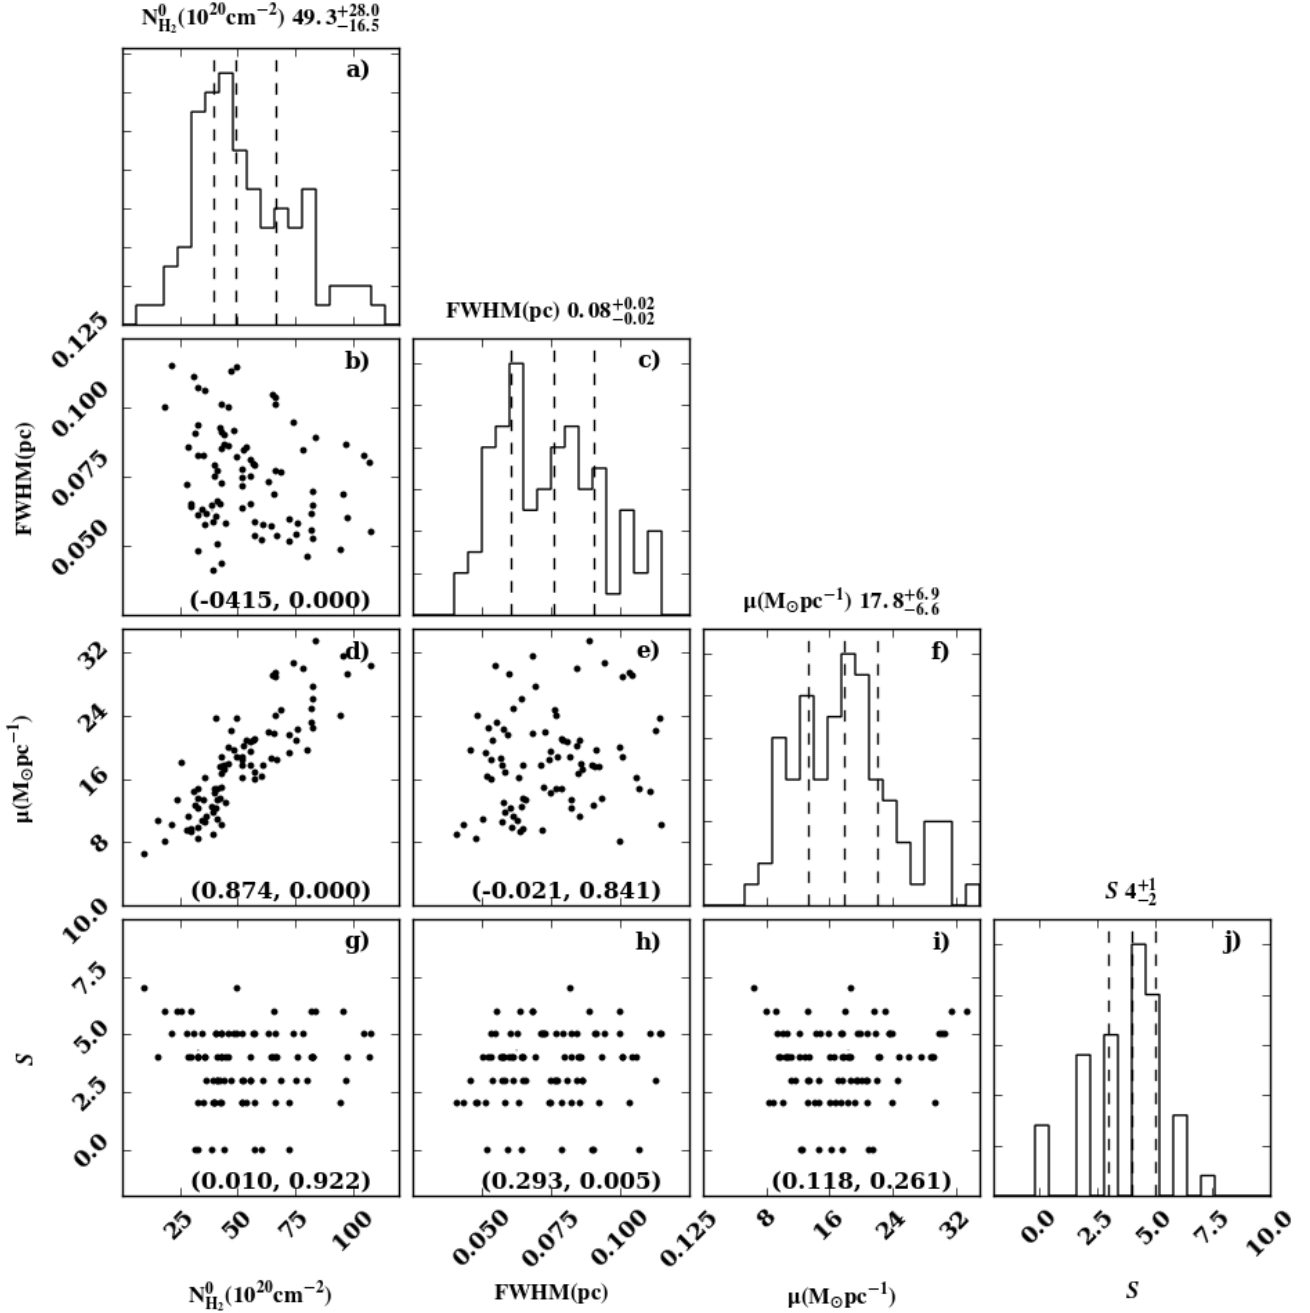 N⁰_H₂(10²⁰cm⁻²) 49.3⁺²⁸·⁰₋₁₆.₅
a)
0.125
FWHM(pc) 0.08⁺⁰·⁰²₋₀.₀₂
b)
c)
0.100
0.075
0.050
FWHM(pc)
(-0415, 0.000)
μ(M⊙pc⁻¹) 17.8⁺⁶·⁹₋₆.₆
d)
e)
f)
32
24
16
8
μ(M⊙pc⁻¹)
(0.874, 0.000)
(-0.021, 0.841)
S 4⁺¹₋₂
10.0
g)
h)
i)
j)
7.5
5.0
2.5
0.0
S
(0.010, 0.922)
(0.293, 0.005)
(0.118, 0.261)
25 50 75 100
0.050 0.075 0.100 0.125
8 16 24 32
0.0 2.5 5.0 7.5 10.0
N⁰_H₂(10²⁰cm⁻²)
FWHM(pc)
μ(M⊙pc⁻¹)
S